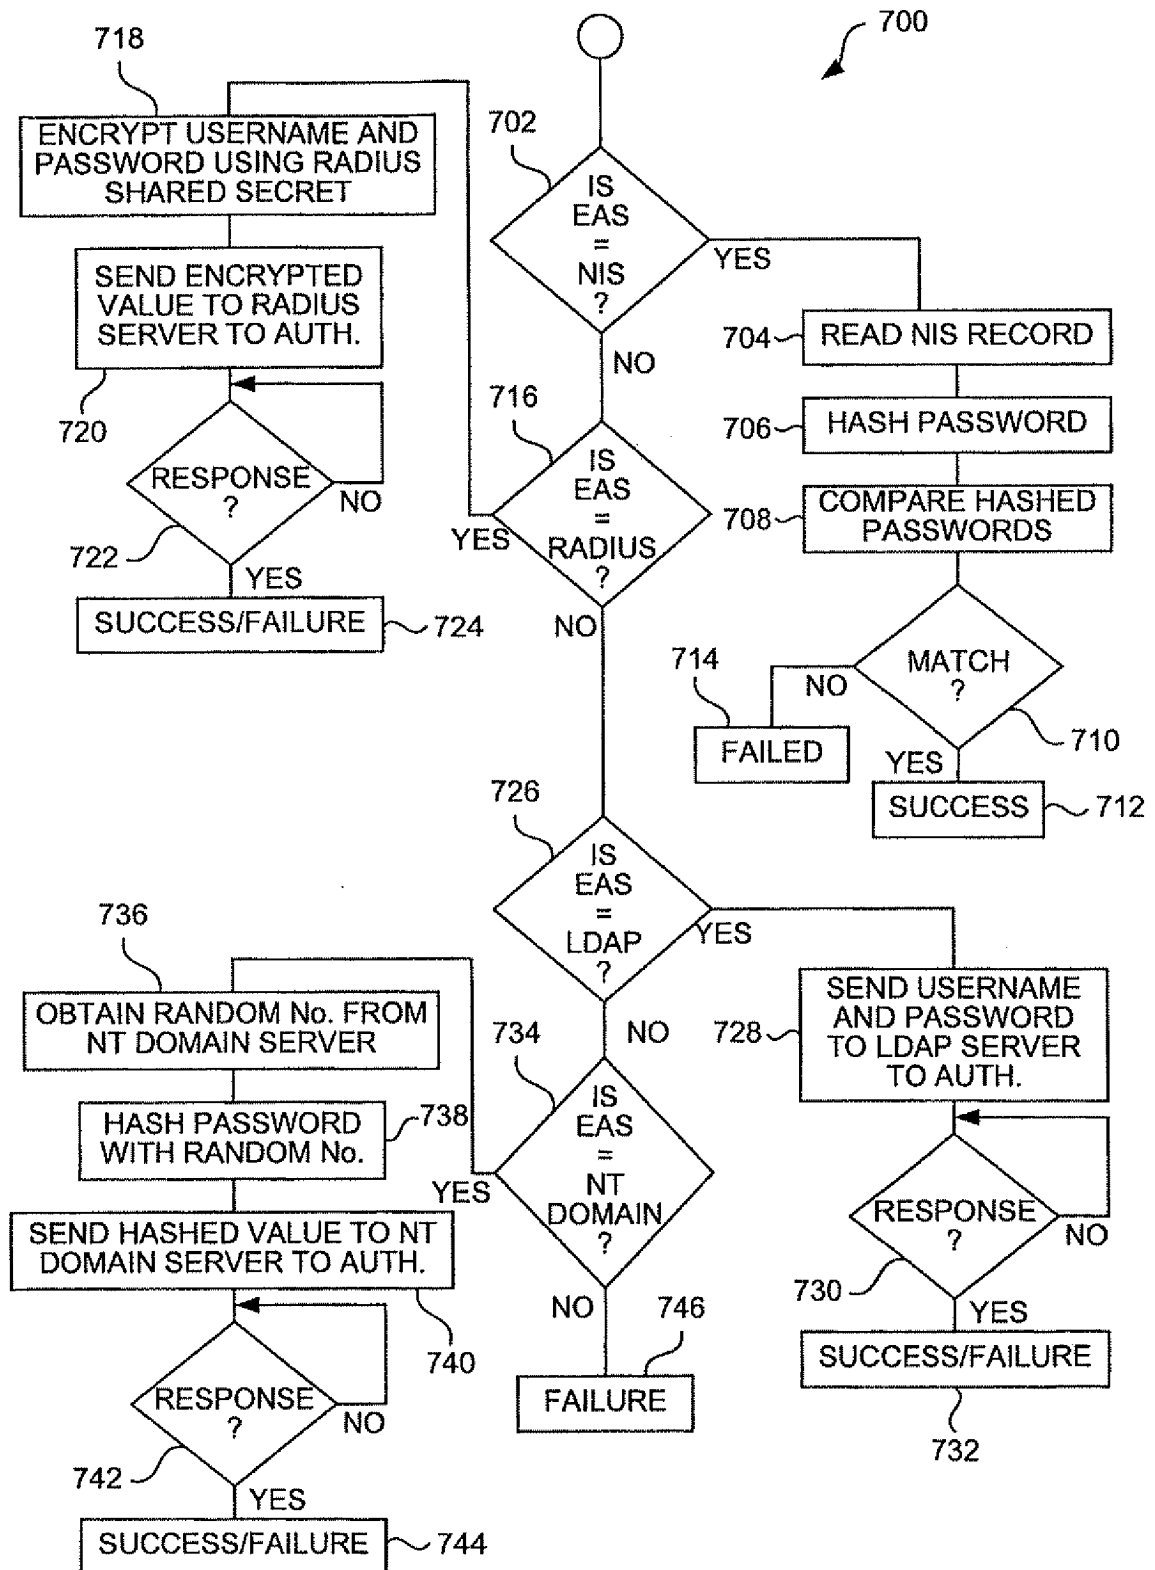 700
718
ENCRYPT USERNAME AND
PASSWORD USING RADIUS
SHARED SECRET
SEND ENCRYPTED
VALUE TO RADIUS
SERVER TO AUTH.
720
RESPONSE
?
NO
722
YES
SUCCESS/FAILURE
724
702
IS
EAS
=
NIS
?
YES
NO
704
READ NIS RECORD
706
HASH PASSWORD
708
COMPARE HASHED
PASSWORDS
MATCH
?
NO
710
714
FAILED
YES
SUCCESS
712
716
IS
EAS
=
RADIUS
?
YES
NO
726
IS
EAS
=
LDAP
?
YES
NO
728
SEND USERNAME
AND PASSWORD
TO LDAP SERVER
TO AUTH.
RESPONSE
?
NO
730
YES
SUCCESS/FAILURE
732
734
IS
EAS
=
NT
DOMAIN
?
YES
NO
746
FAILURE
736
OBTAIN RANDOM No. FROM
NT DOMAIN SERVER
HASH PASSWORD
WITH RANDOM No.
738
SEND HASHED VALUE TO NT
DOMAIN SERVER TO AUTH.
740
RESPONSE
?
NO
742
YES
SUCCESS/FAILURE
744